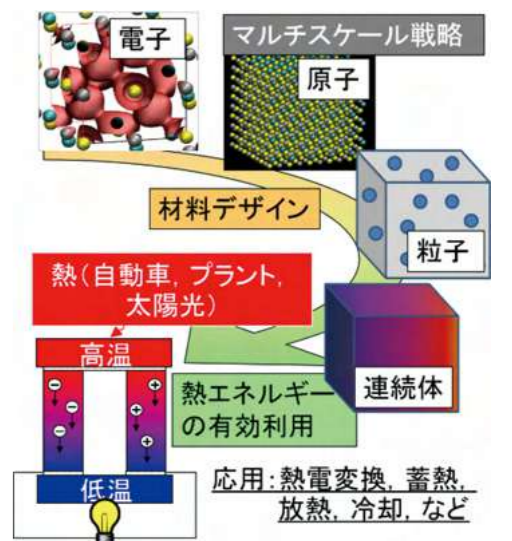 電子
マルチスケール戦略
原子
材料デザイン
粒子
熱(自動車, プラント,
太陽光)
高温
連続体
熱エネルギー
の有効利用
低温
応用:熱電変換, 蓄熱,
放熱, 冷却, など